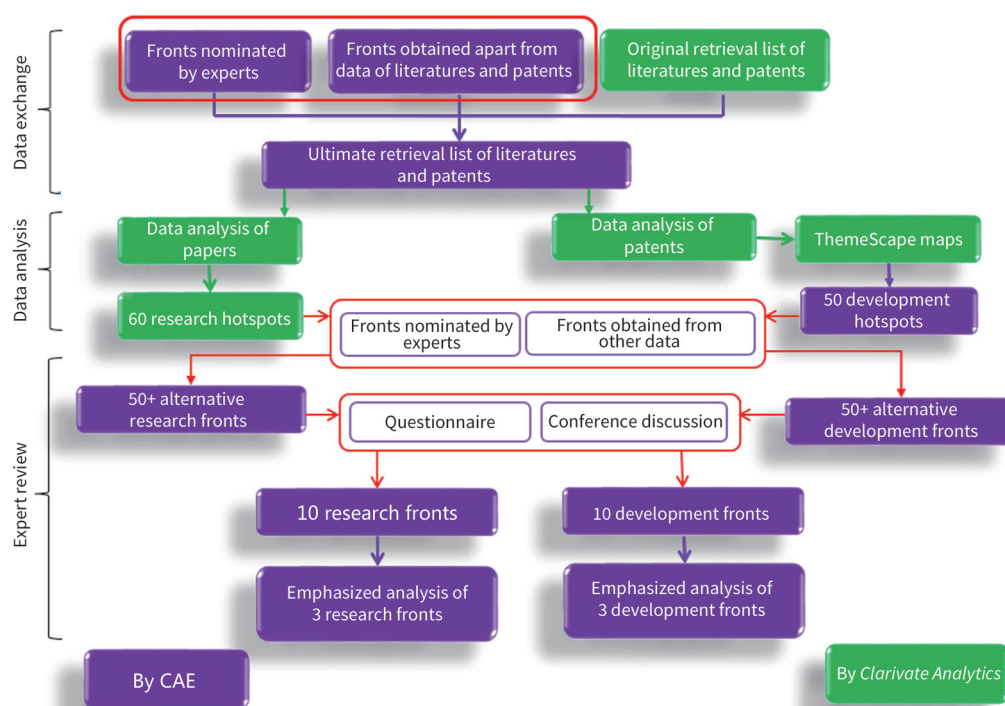 Data exchange
Fronts nominated
by experts
Fronts obtained apart from
data of literatures and patents
Original retrieval list of
literatures and patents
Ultimate retrieval list of literatures
and patents
Data analysis
Data analysis of
papers
Data analysis of
patents
ThemeScape maps
60 research hotspots
Fronts nominated by
experts
Fronts obtained from
other data
50 development
hotspots
Expert review
50+ alternative
research fronts
Questionnaire
Conference discussion
50+ alternative
development fronts
10 research fronts
10 development fronts
Emphasized analysis of
3 research fronts
Emphasized analysis of
3 development fronts
By CAE
By Clarivate Analytics